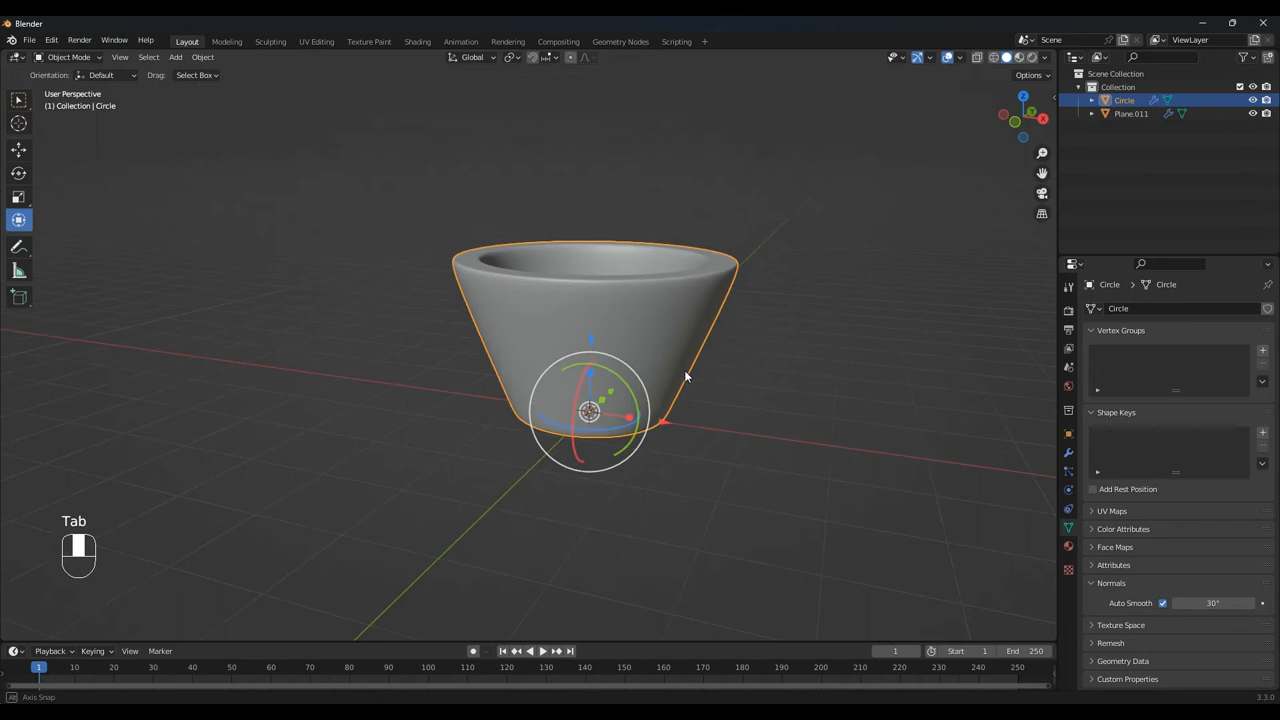 Blender
File Edit Render Window Help Layout Modeling Sculpting UV Editing Texture Paint Shading Animation Rendering Compositing Geometry Nodes Scripting + Scene ViewLayer
Object Mode View Select Add Object Global
Orientation: Default Drag: Select Box Options
User Perspective
(1) Collection | Circle
Scene Collection
Collection
Circle
Plane.011
X
Y
Z
Circle Circle
Circle
Vertex Groups
Shape Keys
Add Rest Position
UV Maps
Color Attributes
Face Maps
Attributes
Normals
Auto Smooth 30°
Texture Space
Remesh
Geometry Data
Custom Properties
Tab
Playback Keying View Marker 1 Start 1 End 250
1 10 20 30 40 50 60 70 80 90 100 110 120 130 140 150 160 170 180 190 200 210 220 230 240 250
Alt Axis Snap 3.3.0